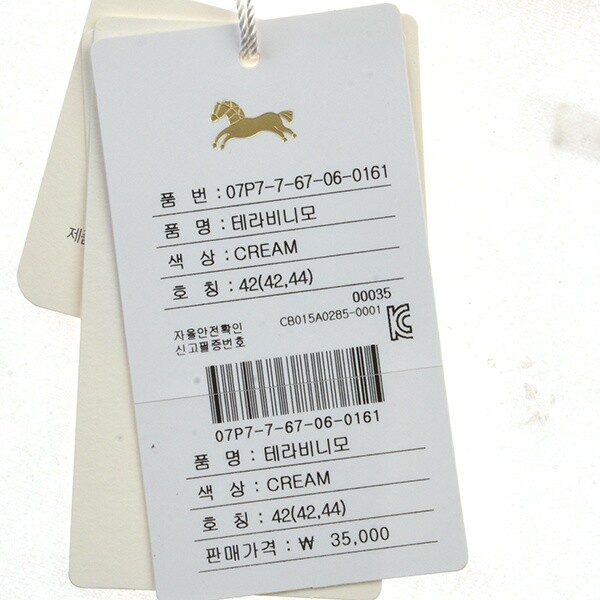 품 번 : 07P7-7-67-06-0161
품 명 : 테라비니모
색 상 : CREAM
호 칭 : 42(42,44)
00035
자율안전확인
신고필증번호
CB015A0285-0001
07P7-7-67-06-0161
품 명 : 테라비니모
색 상 : CREAM
호 칭 : 42(42,44)
판매가격 : ₩ 35,000